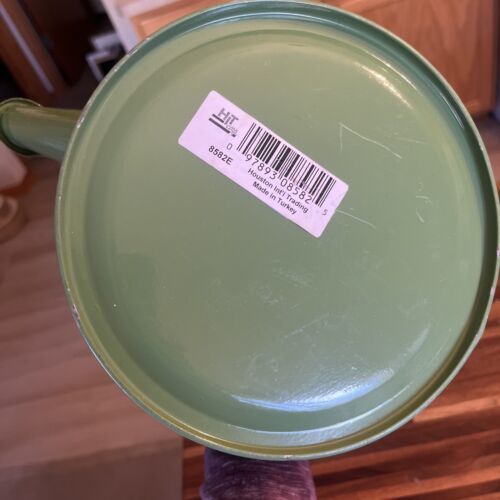 HiT
8582E
0 97893 08582 5
Houston Int'l Trading
Made in Turkey